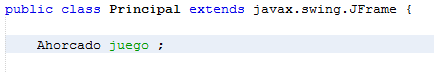 public class Principal extends javax.swing.JFrame {
Ahorcado juego ;